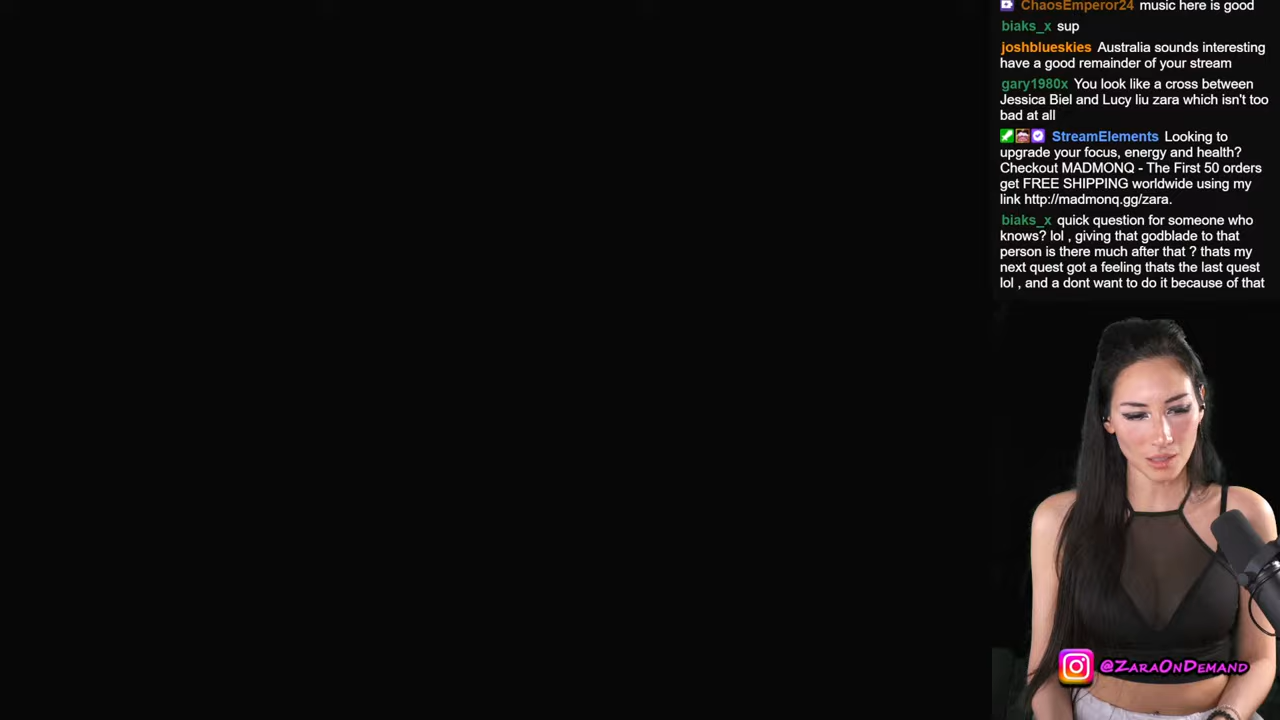 ChaosEmperor24 music here is good
biaks_x sup
joshblueskies Australia sounds interesting
have a good remainder of your stream
gary1980x You look like a cross between
Jessica Biel and Lucy liu zara which isn't too
bad at all
StreamElements Looking to
upgrade your focus, energy and health?
Checkout MADMONQ - The First 50 orders
get FREE SHIPPING worldwide using my
link http://madmonq.gg/zara.
biaks_x quick question for someone who
knows? lol , giving that godblade to that
person is there much after that ? thats my
next quest got a feeling thats the last quest
lol , and a dont want to do it because of that
@ZaraOnDemand